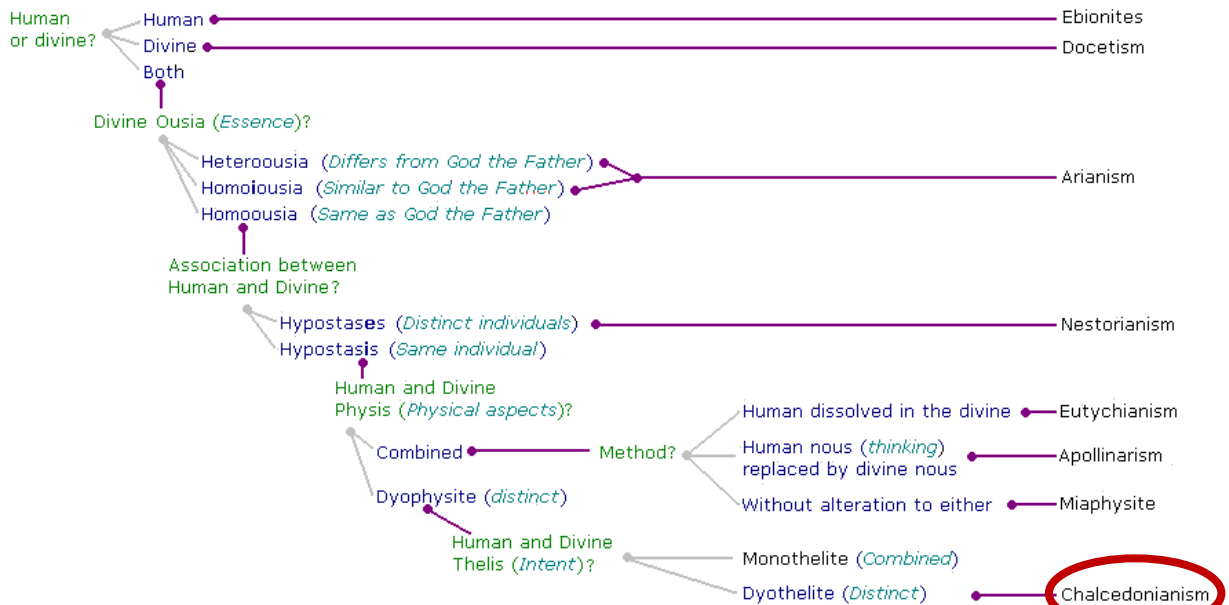 Human
or divine?
Human
Ebionites
Divine
Docetism
Both
Divine Ousia (Essence)?
Heteroousia (Differs from God the Father)
Homoiousia (Similar to God the Father)
Arianism
Homoousia (Same as God the Father)
Association between
Human and Divine?
Hypostases (Distinct individuals)
Nestorianism
Hypostasis (Same individual)
Human and Divine
Physis (Physical aspects)?
Combined
Method?
Human dissolved in the divine
Eutychianism
Human nous (thinking)
replaced by divine nous
Apollinarism
Without alteration to either
Miaphysite
Dyophysite (distinct)
Human and Divine
Thelis (Intent)?
Monothelite (Combined)
Dyothelite (Distinct)
Chalcedonianism